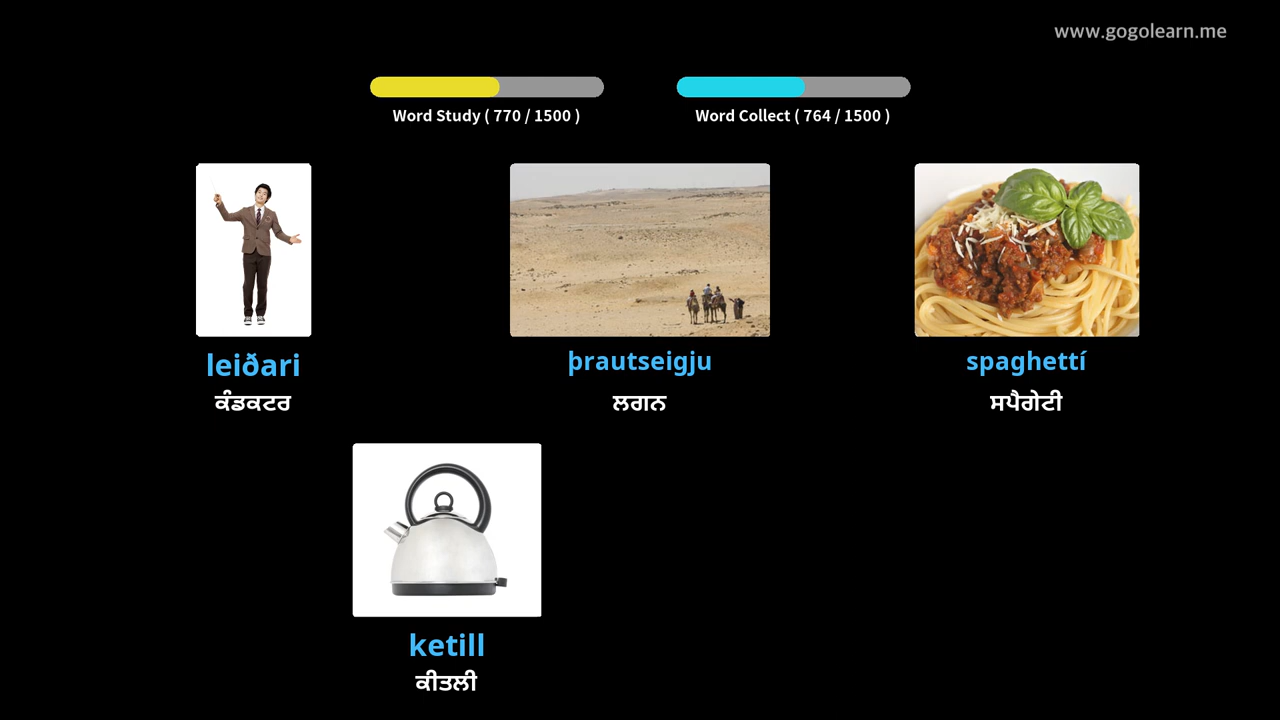 www.gogolearn.me
Word Study ( 770 / 1500 )
Word Collect ( 764 / 1500 )
leiðari
ਕੰਡਕਟਰ
þrautseigju
ਲਗਨ
spaghettí
ਸਪੈਗੇਟੀ
ketill
ਕੀਤਲੀ